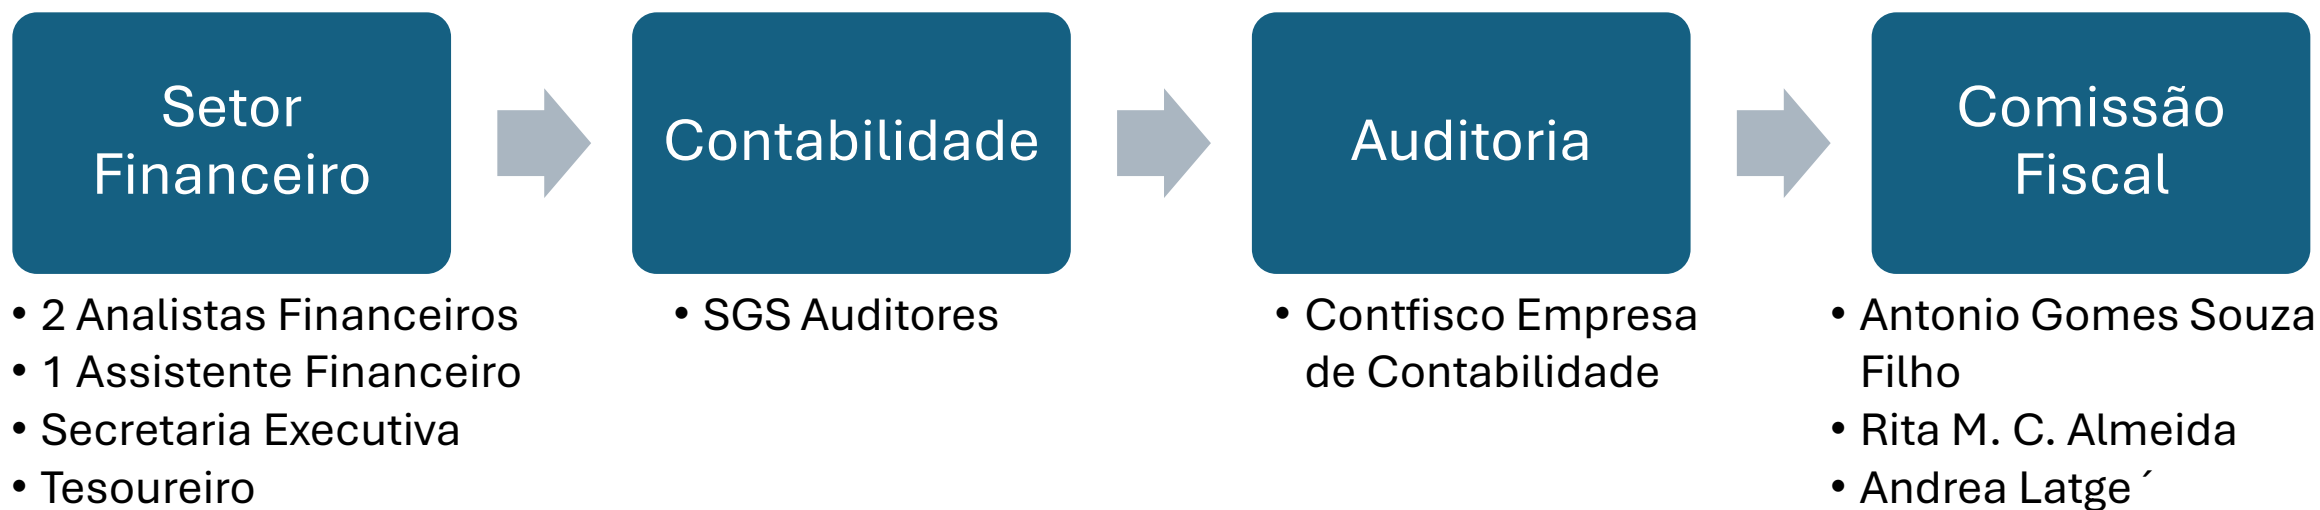 Setor
Financeiro
• 2 Analistas Financeiros
• 1 Assistente Financeiro
• Secretaria Executiva
• Tesoureiro
Contabilidade
• SGS Auditores
Auditoria
• Contfisco Empresa
de Contabilidade
Comissão
Fiscal
• Antonio Gomes Souza
Filho
• Rita M. C. Almeida
• Andrea Latge´